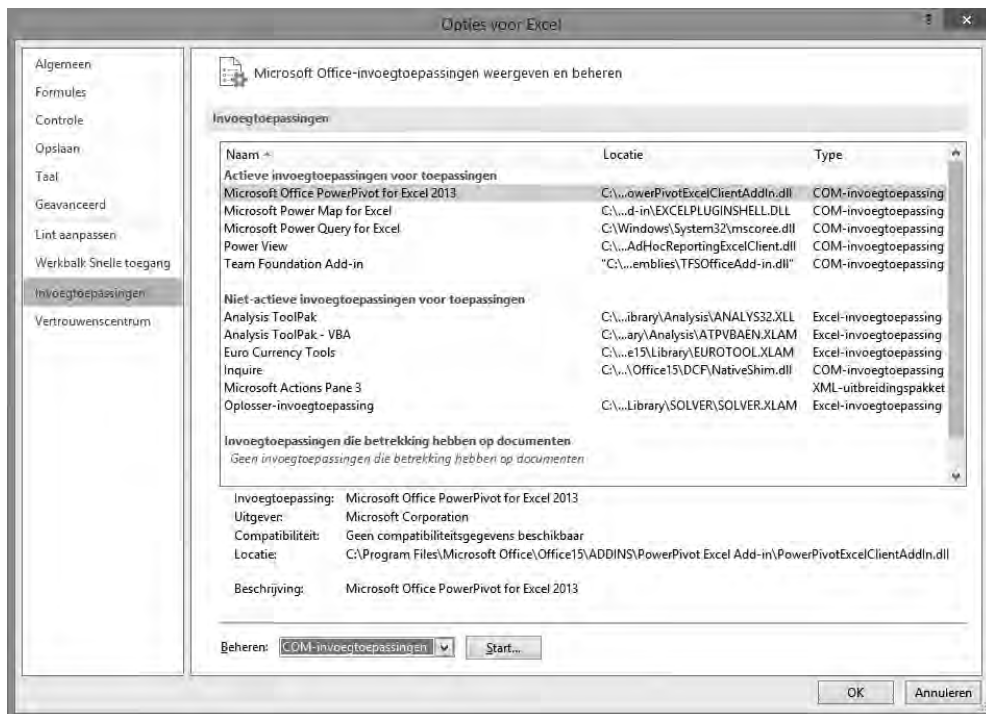 Opties voor Excel
? ×
Algemeen
Formules
Controle
Opslaan
Taal
Geavanceerd
Lint aanpassen
Werkbalk Snelle toegang
Invoegtoepassingen
Vertrouwenscentrum
Microsoft Office-invoegtoepassingen weergeven en beheren
Invoegtoepassingen
Naam Locatie Type
Actieve invoegtoepassingen voor toepassingen
Microsoft Office PowerPivot for Excel 2013 C:\...owerPivotExcelClientAddIn.dll COM-invoegtoepassing
Microsoft Power Map for Excel C:\...d-in\EXCELPLUGINSHELL.DLL COM-invoegtoepassing
Microsoft Power Query for Excel C:\Windows\System32\mscoree.dll COM-invoegtoepassing
Power View C:\...AdHocReportingExcelClient.dll COM-invoegtoepassing
Team Foundation Add-in "C:\...emblies\TFSOfficeAdd-in.dll" COM-invoegtoepassing
Niet-actieve invoegtoepassingen voor toepassingen
Analysis ToolPak C:\...ibrary\Analysis\ANALYS32.XLL Excel-invoegtoepassing
Analysis ToolPak - VBA C:\...ary\Analysis\ATPVBAEN.XLAM Excel-invoegtoepassing
Euro Currency Tools C:\...e15\Library\EUROTOOL.XLAM Excel-invoegtoepassing
Inquire C:\...\Office15\DCF\NativeShim.dll COM-invoegtoepassing
Microsoft Actions Pane 3 XML-uitbreidingspakket
Oplosser-invoegtoepassing C:\...Library\SOLVER\SOLVER.XLAM Excel-invoegtoepassing
Invoegtoepassingen die betrekking hebben op documenten
Geen invoegtoepassingen die betrekking hebben op documenten
Invoegtoepassing: Microsoft Office PowerPivot for Excel 2013
Uitgever: Microsoft Corporation
Compatibiliteit: Geen compatibiliteitsgegevens beschikbaar
Locatie: C:\Program Files\Microsoft Office\Office15\ADDINS\PowerPivot Excel Add-in\PowerPivotExcelClientAddIn.dll
Beschrijving: Microsoft Office PowerPivot for Excel 2013
Beheren: COM-invoegtoepassingen Start...
OK Annuleren